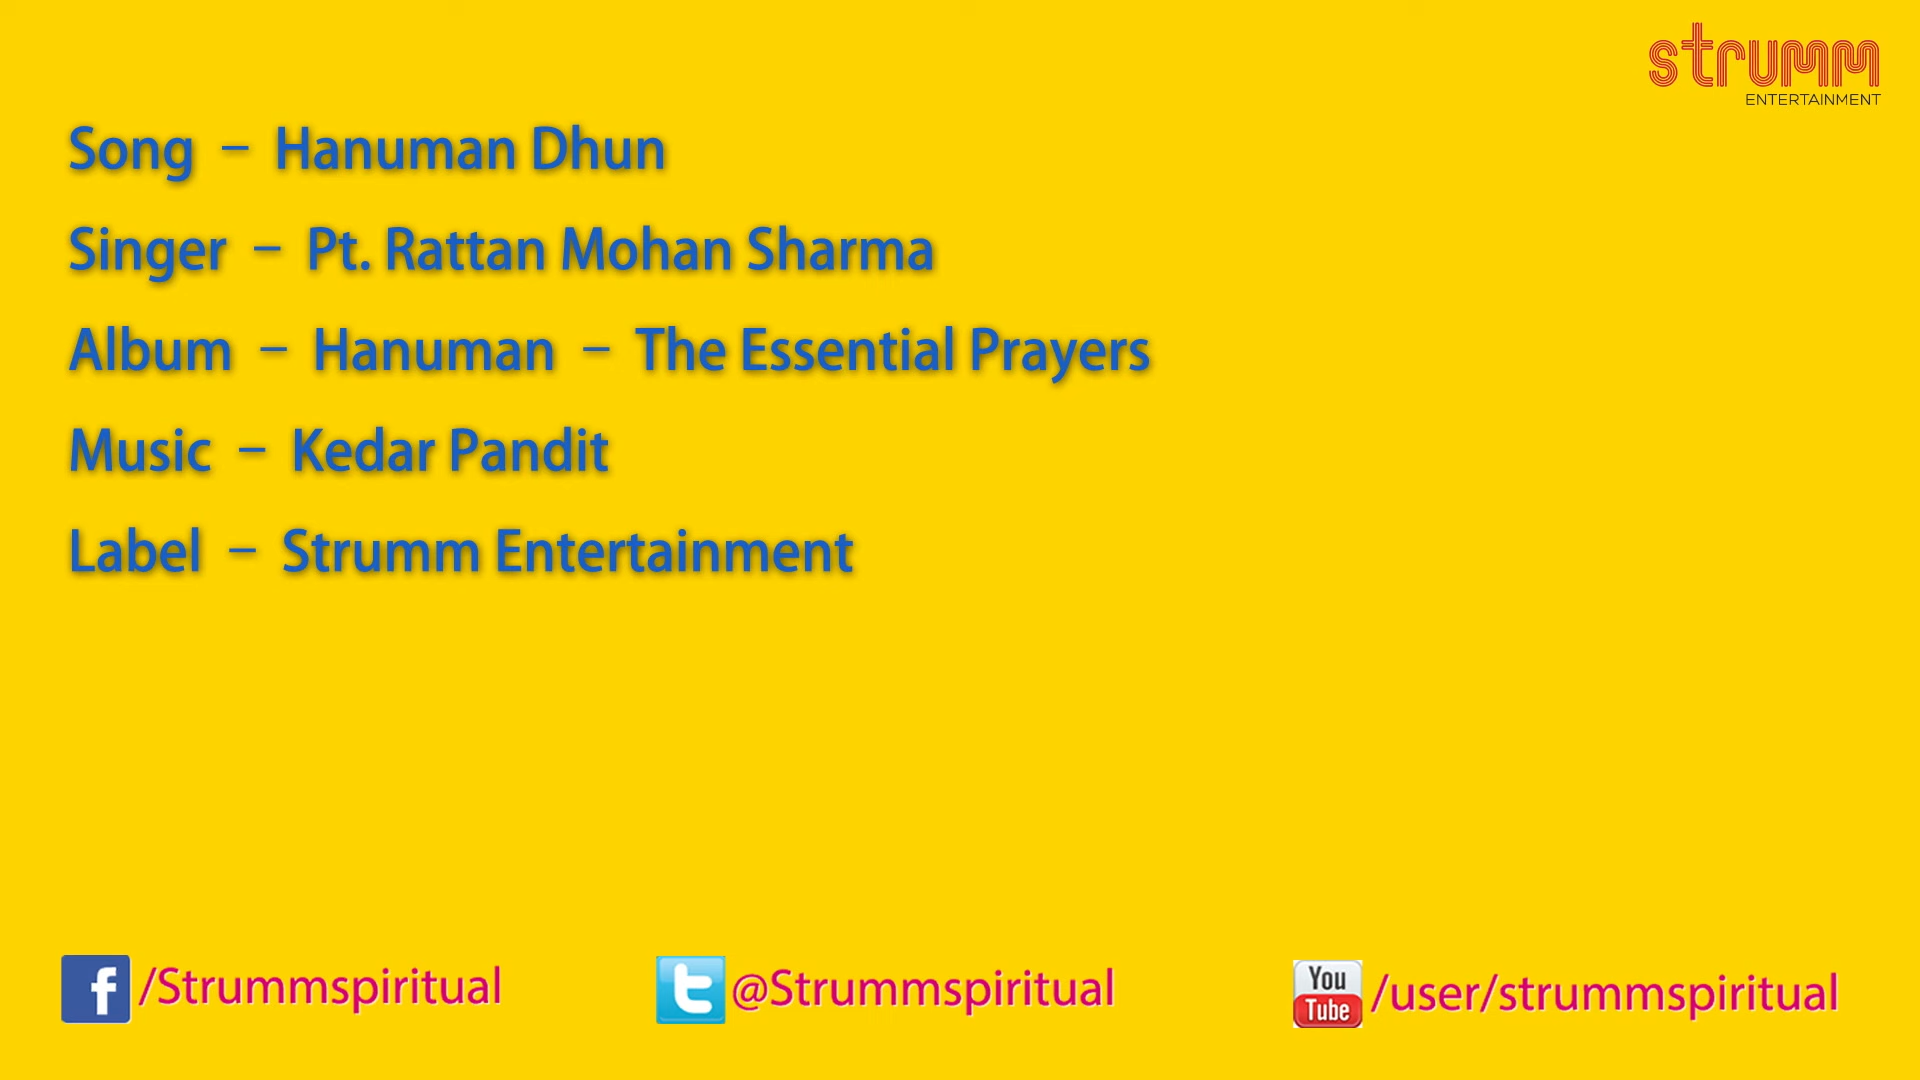 strumm
ENTERTAINMENT
Song – Hanuman Dhun
Singer – Pt. Rattan Mohan Sharma
Album – Hanuman – The Essential Prayers
Music – Kedar Pandit
Label – Strumm Entertainment
f /Strummspiritual
t @Strummspiritual
You Tube /user/strummspiritual